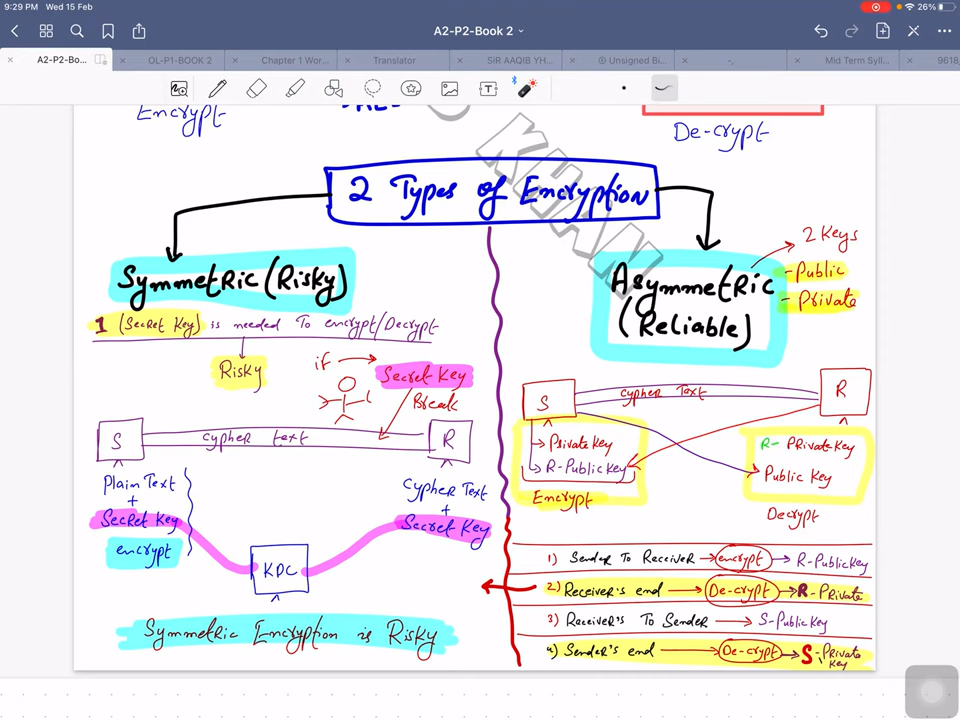 9:29 PM Wed 15 Feb
26%
A2-P2-Book 2
A2-P2-Bo...
OL-P1-BOOK 2
Chapter 1 Wor...
Translator
SiR AAQIB YH...
Unsigned Bi...
Mid Term Syll...
9618
Encrypt
De-crypt
KHAN
2 Types of Encryption
Symmetric (Risky)
1 (Secret Key) is needed To encrypt/Decrypt
Risky
if
Secret Key
Break
S
cypher text
R
Plain Text
+
Secret Key
encrypt
Cypher Text
+
Secret Key
KDC
Symmetric Encryption is Risky
Asymmetric
(Reliable)
2 Keys
- Public
- Private
S
cypher Text
R
Private Key
R-Public Key
Encrypt
R- Private Key
Public Key
Decrypt
1) Sender To Receiver encrypt R-Public Key
2) Receiver's end De-crypt R-Private
3) Receiver's To Sender S-Public Key
4) Sender's end De-crypt S-Private Key